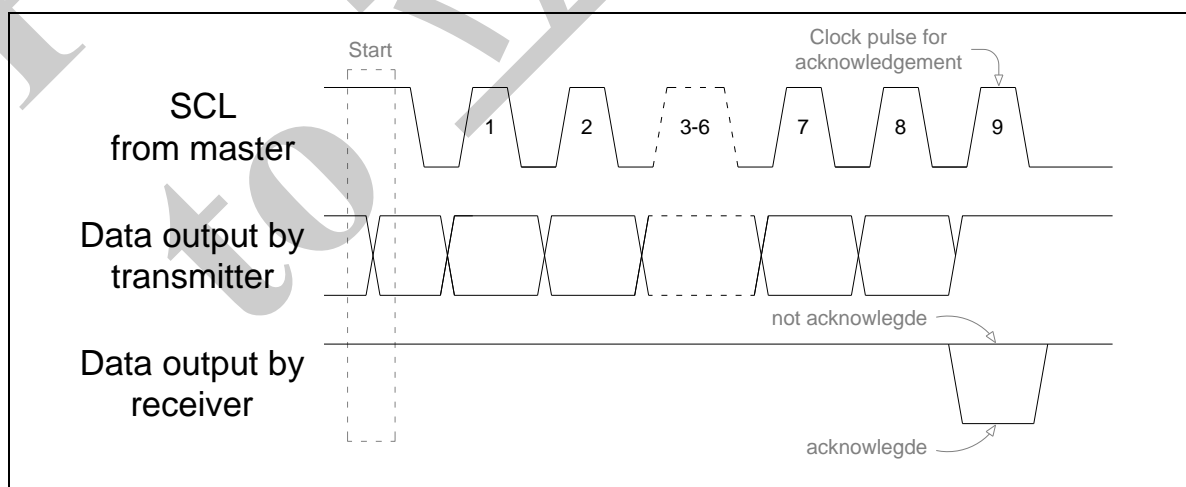 Start
Clock pulse for
acknowledgement
SCL
from master
1 2 3-6 7 8 9
Data output by
transmitter
not acknowlegde
Data output by
receiver
acknowlegde
to